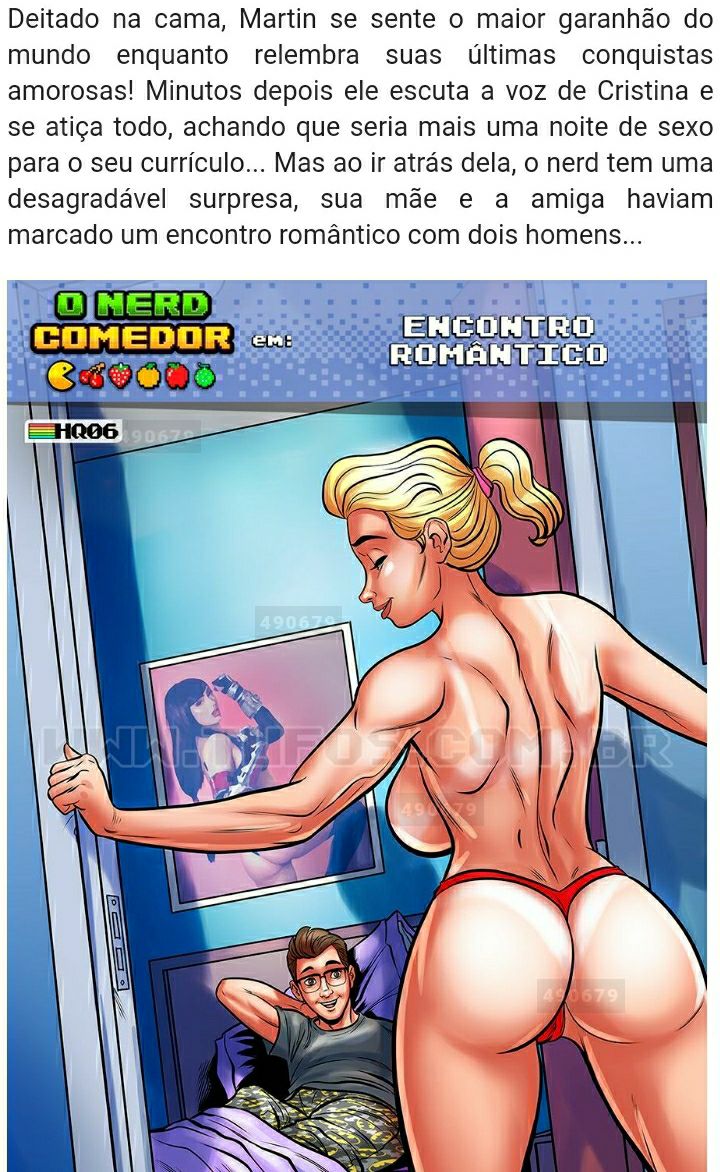 Deitado na cama, Martin se sente o maior garanhão do
mundo enquanto relembra suas últimas conquistas
amorosas! Minutos depois ele escuta a voz de Cristina e
se atiça todo, achando que seria mais uma noite de sexo
para o seu currículo... Mas ao ir atrás dela, o nerd tem uma
desagradável surpresa, sua mãe e a amiga haviam
marcado um encontro romântico com dois homens...
O NERD
COMEDOR em:
ENCONTRO
ROMÂNTICO
HQ06
490679
490679
490679
490679